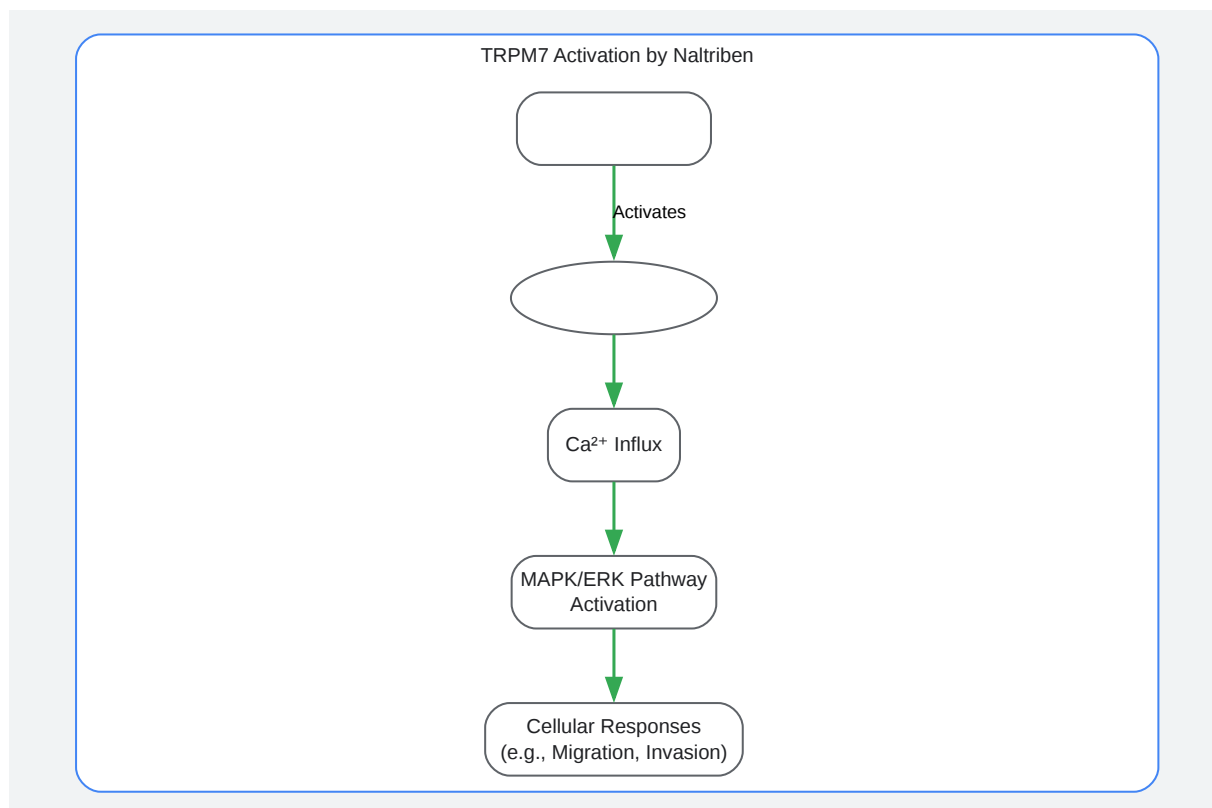 TRPM7 Activation by Naltriben
Activates
Ca²⁺ Influx
MAPK/ERK Pathway
Activation
Cellular Responses
(e.g., Migration, Invasion)